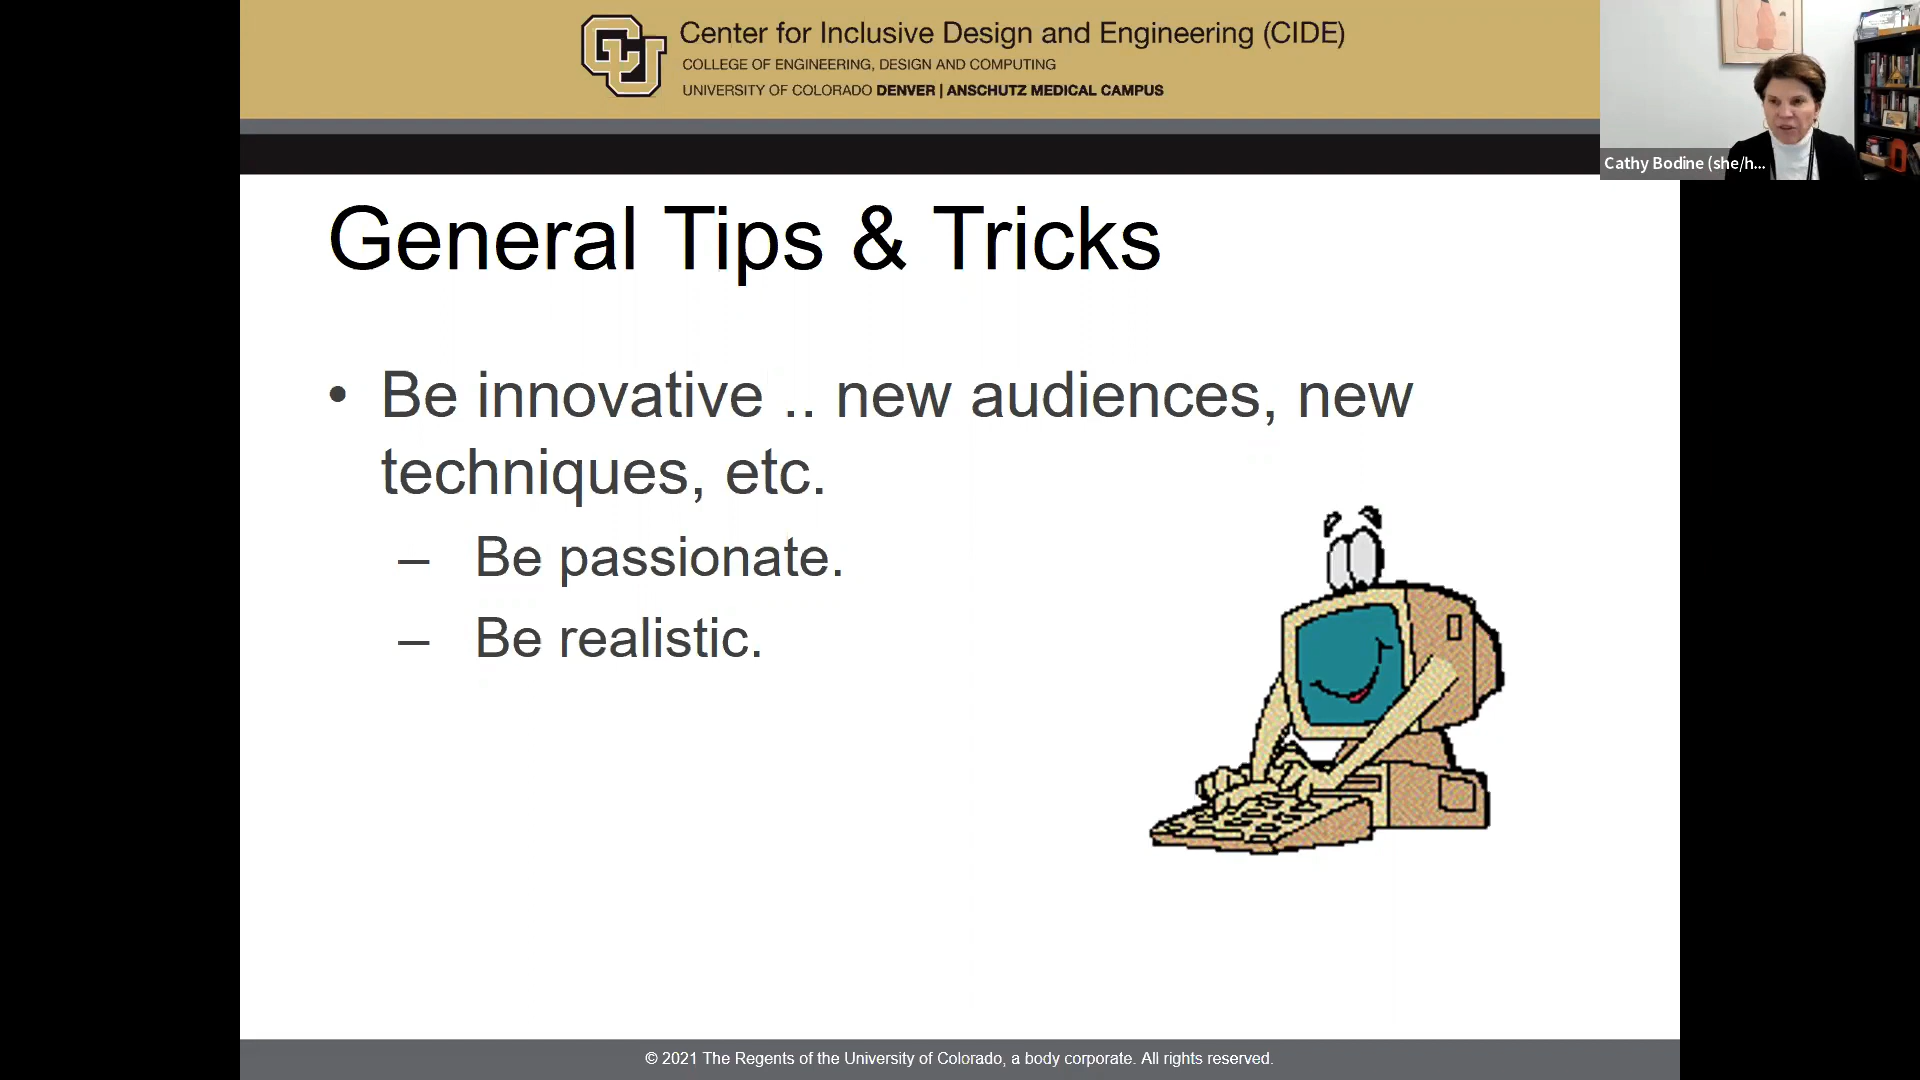 Center for Inclusive Design and Engineering (CIDE)
COLLEGE OF ENGINEERING, DESIGN AND COMPUTING
UNIVERSITY OF COLORADO DENVER | ANSCHUTZ MEDICAL CAMPUS
Cathy Bodine (she/h...
General Tips & Tricks
• Be innovative .. new audiences, new
techniques, etc.
– Be passionate.
– Be realistic.
© 2021 The Regents of the University of Colorado, a body corporate. All rights reserved.